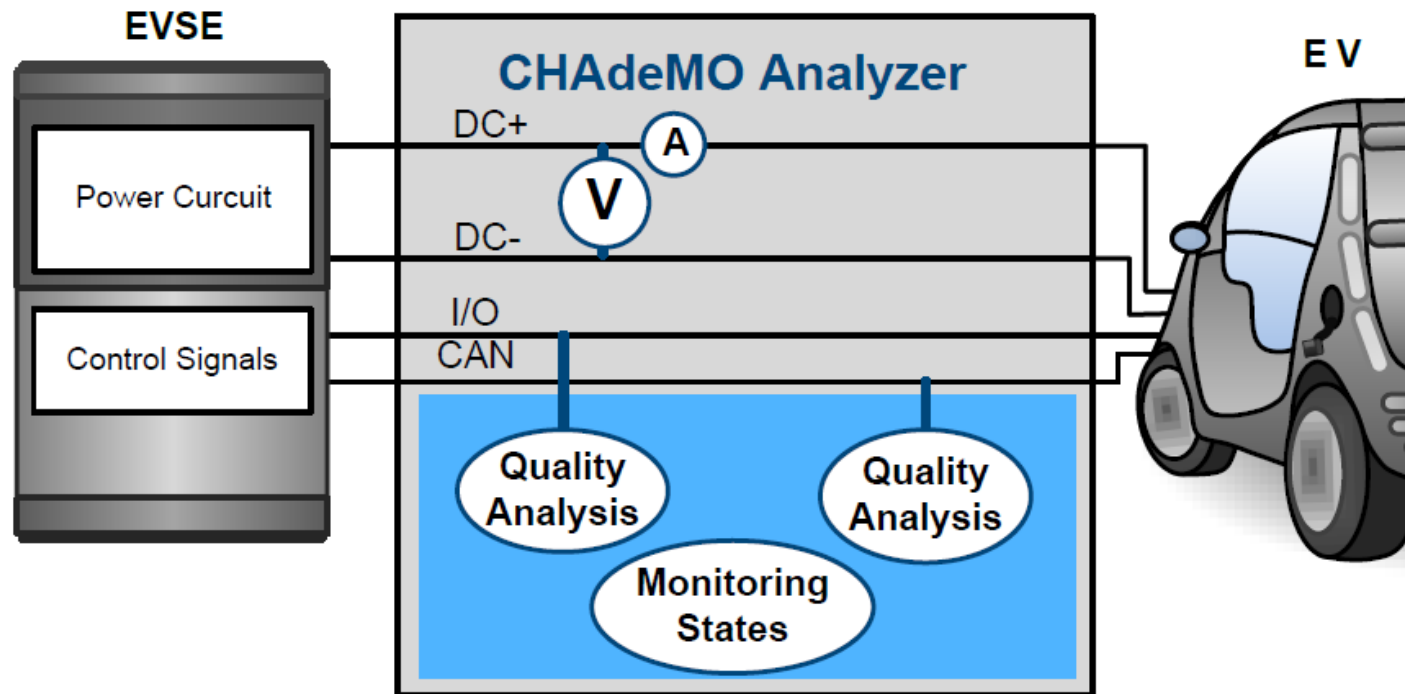 EVSE
CHAdeMO Analyzer
E V
DC+
A
Power Curcuit
V
DC-
I/O
Control Signals
CAN
Quality
Analysis
Quality
Analysis
Monitoring
States